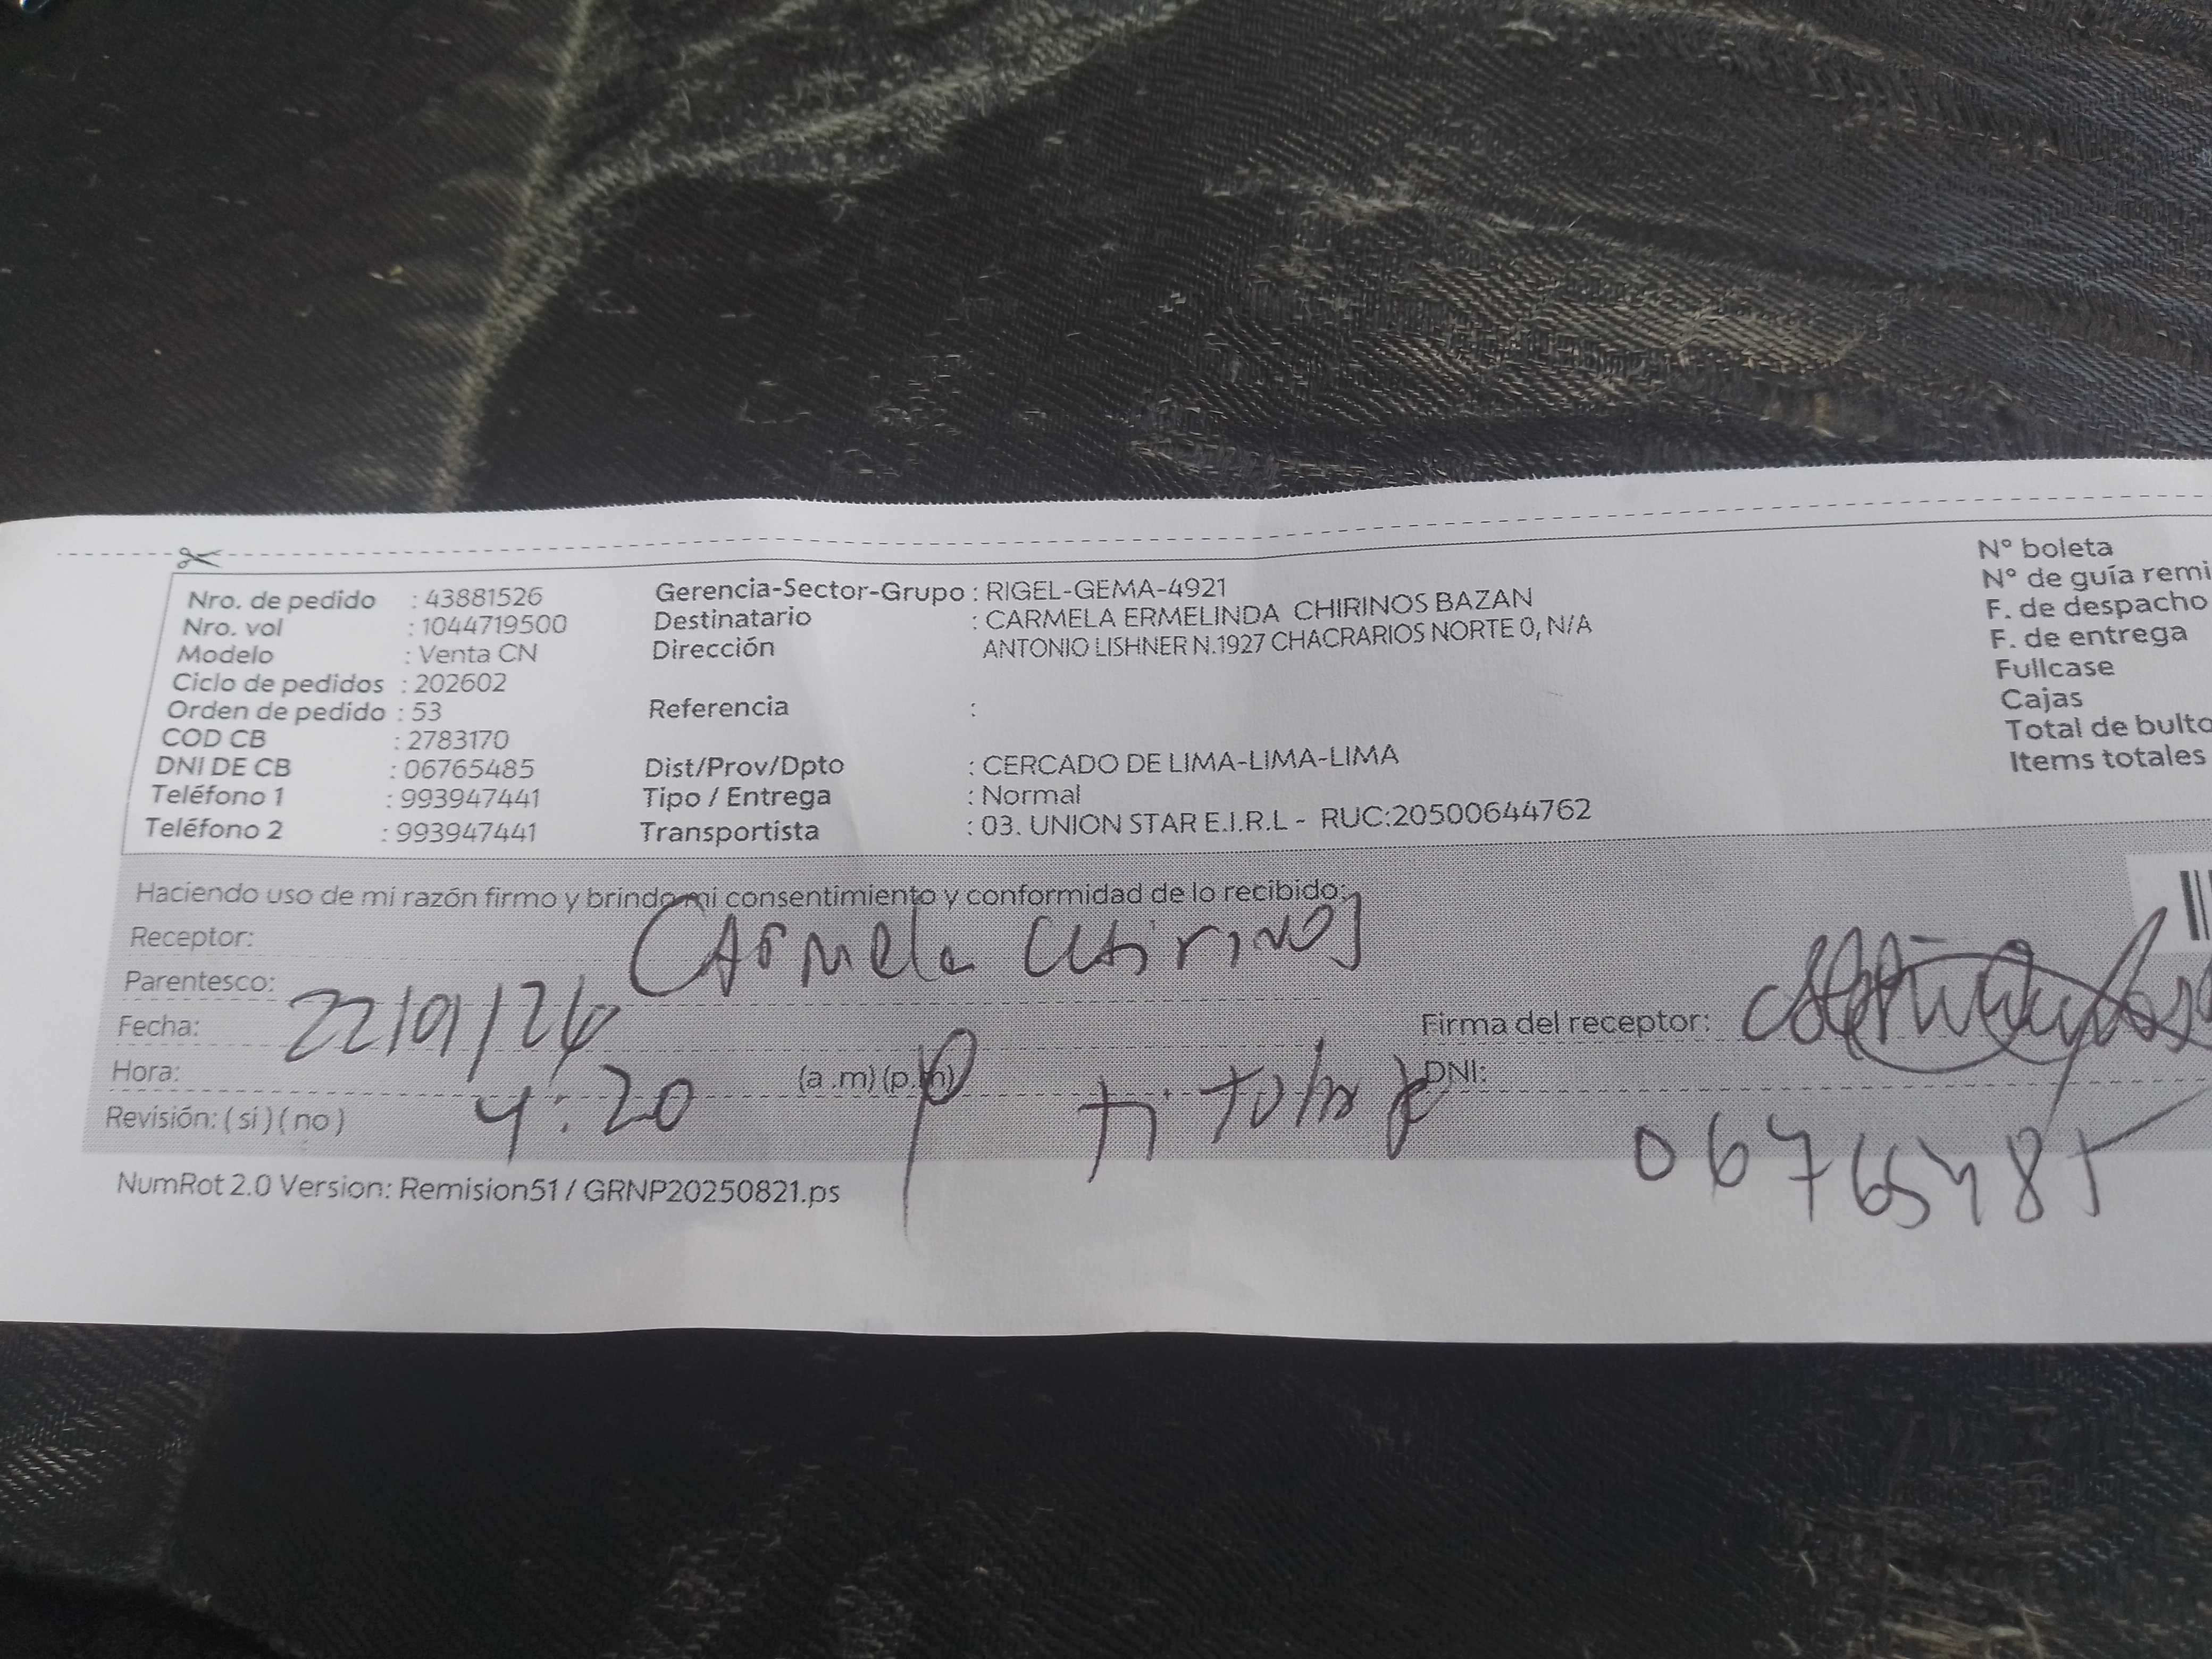 Nro. de pedido : 43881526
Nro. vol : 1044719500
Modelo : Venta CN
Ciclo de pedidos : 202602
Orden de pedido : 53
COD CB : 2783170
DNI DE CB : 06765485
Teléfono 1 : 993947441
Teléfono 2 : 993947441
Gerencia-Sector-Grupo : RIGEL-GEMA-4921
Destinatario : CARMELA ERMELINDA CHIRINOS BAZAN
Dirección ANTONIO LISHNER N.1927 CHACRARIOS NORTE 0, N/A
Referencia :
Dist/Prov/Dpto : CERCADO DE LIMA-LIMA-LIMA
Tipo / Entrega : Normal
Transportista : 03. UNION STAR E.I.R.L - RUC:20500644762
N° boleta
N° de guía remi
F. de despacho
F. de entrega
Fullcase
Cajas
Total de bulto
Items totales
Haciendo uso de mi razón firmo y brindo mi consentimiento y conformidad de lo recibido:
Receptor: Carmela Chirinos
Parentesco:
Fecha: 22/01/26
Firma del receptor:
Hora: 4:20 (a .m) (p.m)
DNI: 06765485
Revisión: ( si ) ( no )
NumRot 2.0 Version: Remision51 / GRNP20250821.ps